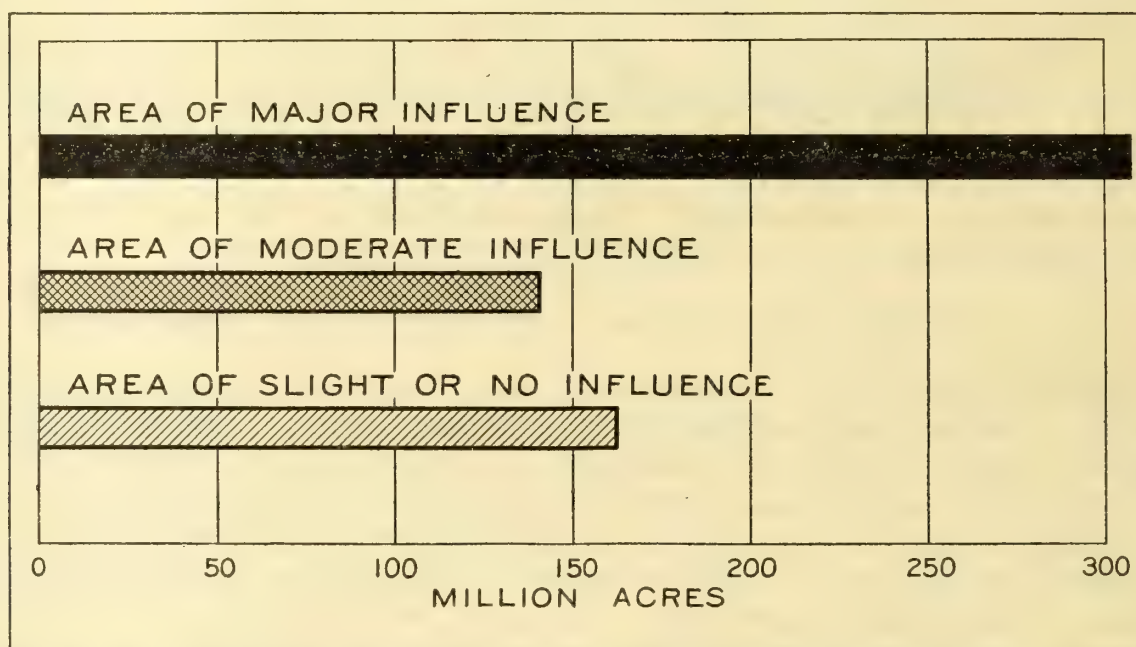 AREA OF MAJOR INFLUENCE
AREA OF MODERATE INFLUENCE
AREA OF SLIGHT OR NO INFLUENCE
0 50 100 150 200 250 300
MILLION ACRES